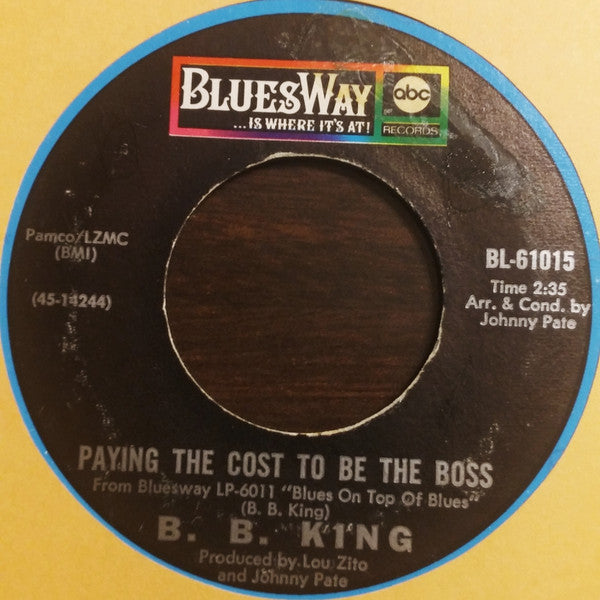 BLUESWAY
...IS WHERE IT'S AT!
abc
RECORDS
Pamco/LZMC
(BMI)
(45-14244)
BL-61015
Time 2:35
Arr. & Cond. by
Johnny Pate
PAYING THE COST TO BE THE BOSS
From Bluesway LP-6011 "Blues On Top Of Blues"
(B. B. King)
B. B. KING
Produced by Lou Zito
and Johnny Pate